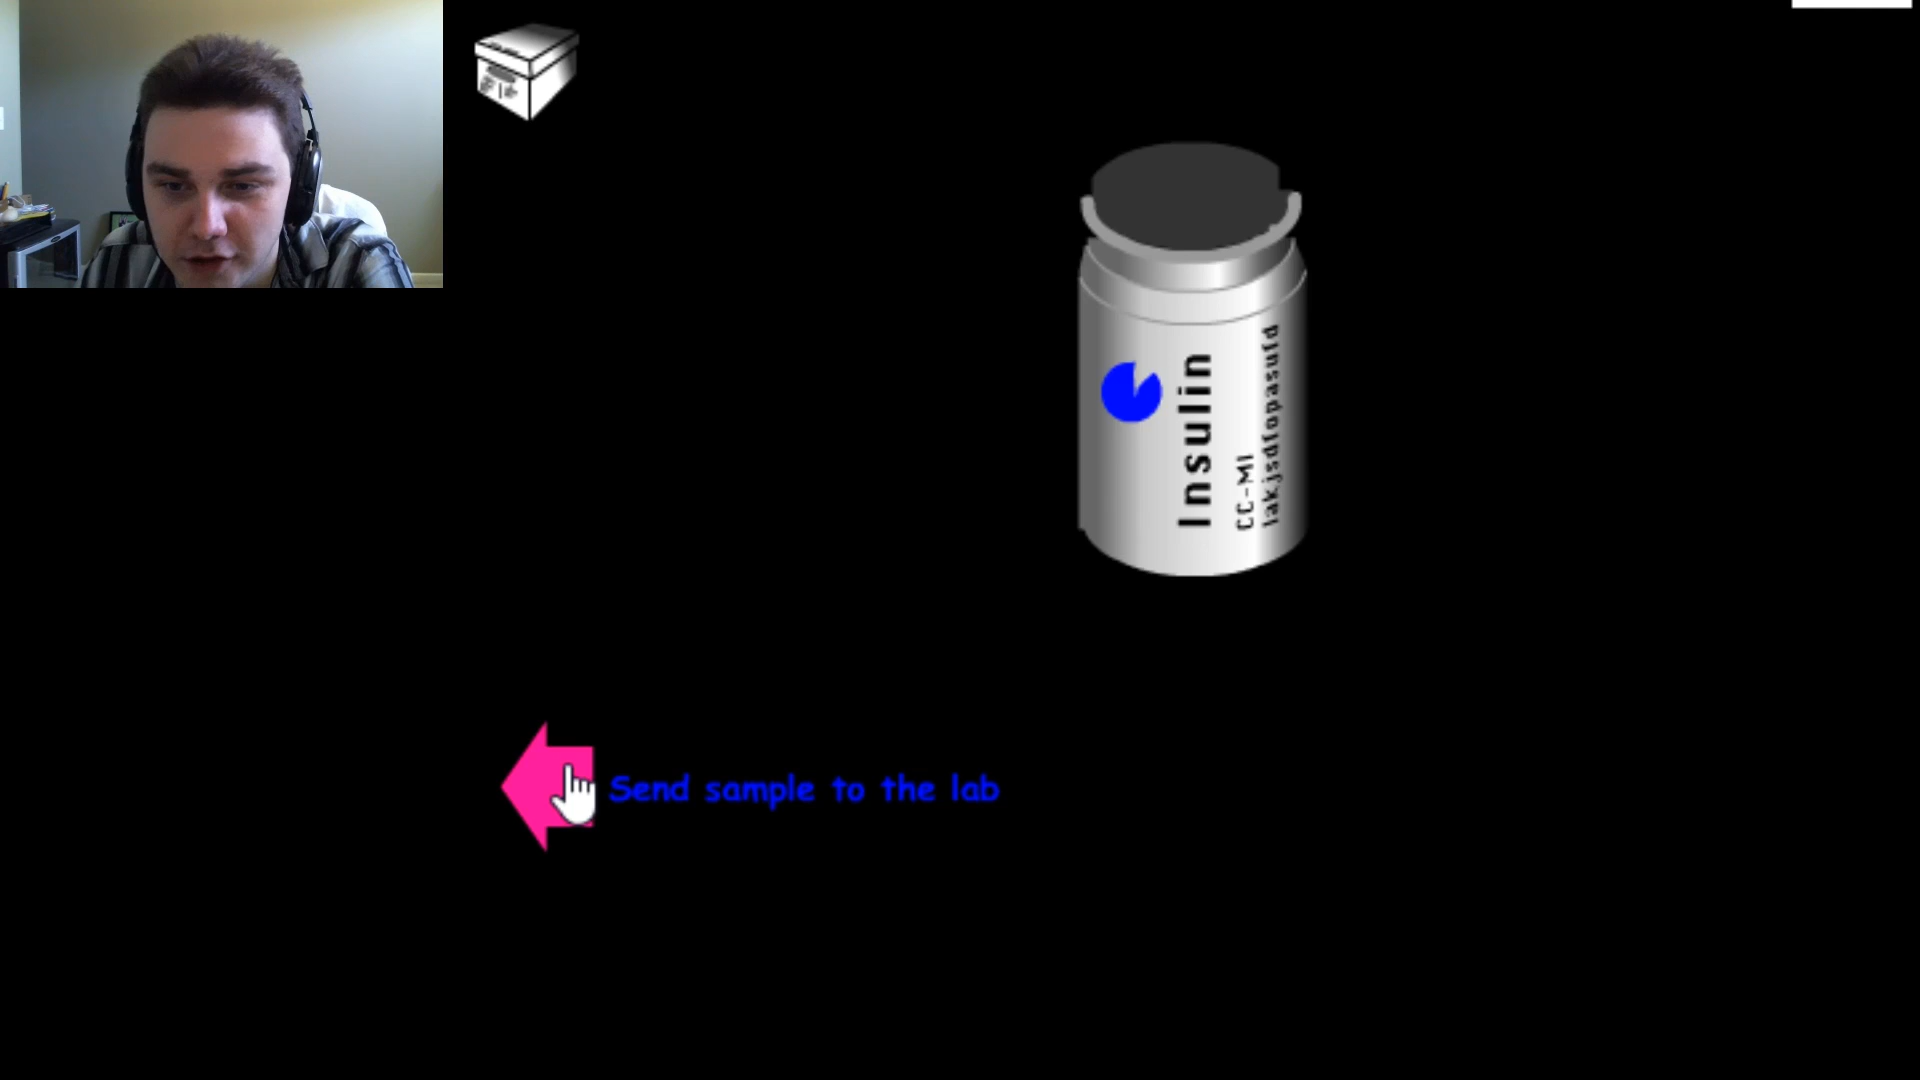 Insulin
CC-MI
lakjsdfopasufd
Send sample to the lab